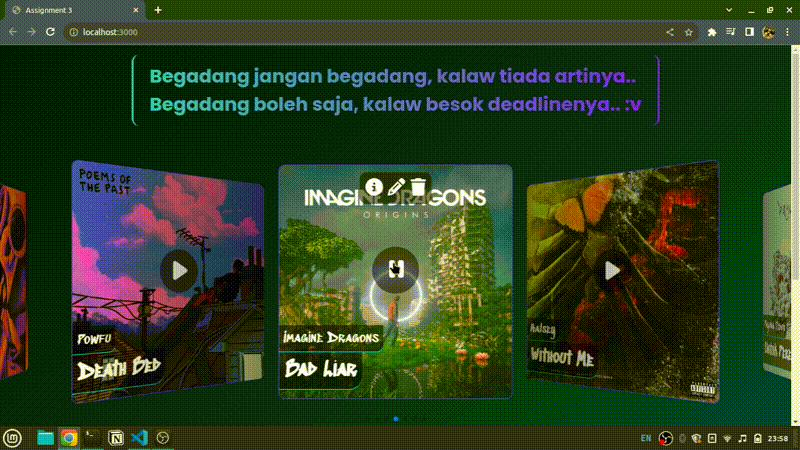 Assignment 3
localhost:3000
Begadang jangan begadang, kalaw tiada artinya..
Begadang boleh saja, kalaw besok deadlinenya.. :v
POEMS OF
THE PAST
Powfu
Death Bed
IMAGINE DRAGONS
ORIGINS
Imagine Dragons
Bad Liar
Halsey
Without Me
EN
23:58